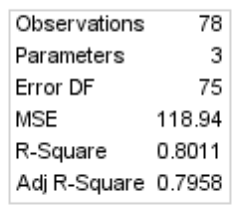 Observations 78
Parameters 3
Error DF 75
MSE 118.94
R-Square 0.8011
Adj R-Square 0.7958